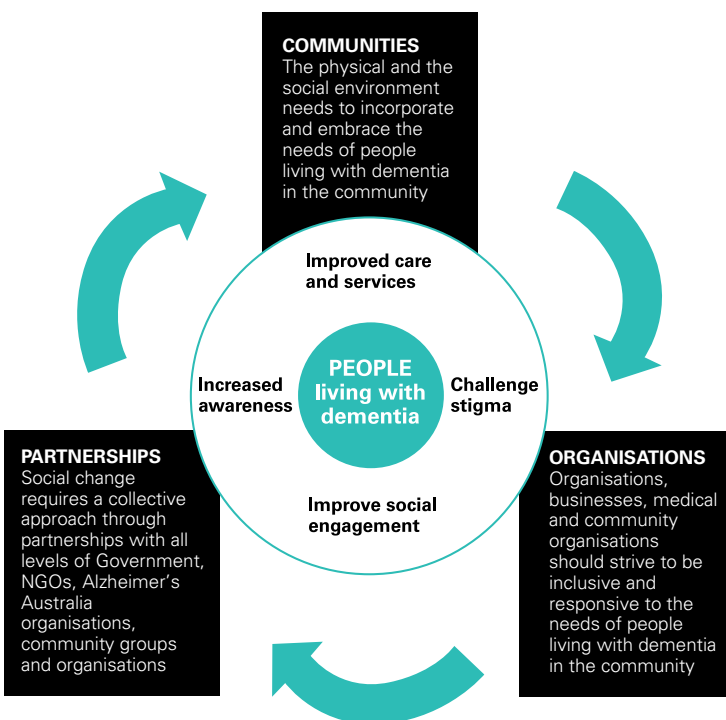 COMMUNITIES
The physical and the
social environment
needs to incorporate
and embrace the
needs of people
living with dementia
in the community
Improved care
and services
Increased
awareness
PEOPLE
living with
dementia
Challenge
stigma
Improve social
engagement
PARTNERSHIPS
Social change
requires a collective
approach through
partnerships with all
levels of Government,
NGOs, Alzheimer’s
Australia
organisations,
community groups
and organisations
ORGANISATIONS
Organisations,
businesses, medical
and community
organisations
should strive to be
inclusive and
responsive to the
needs of people
living with dementia
in the community